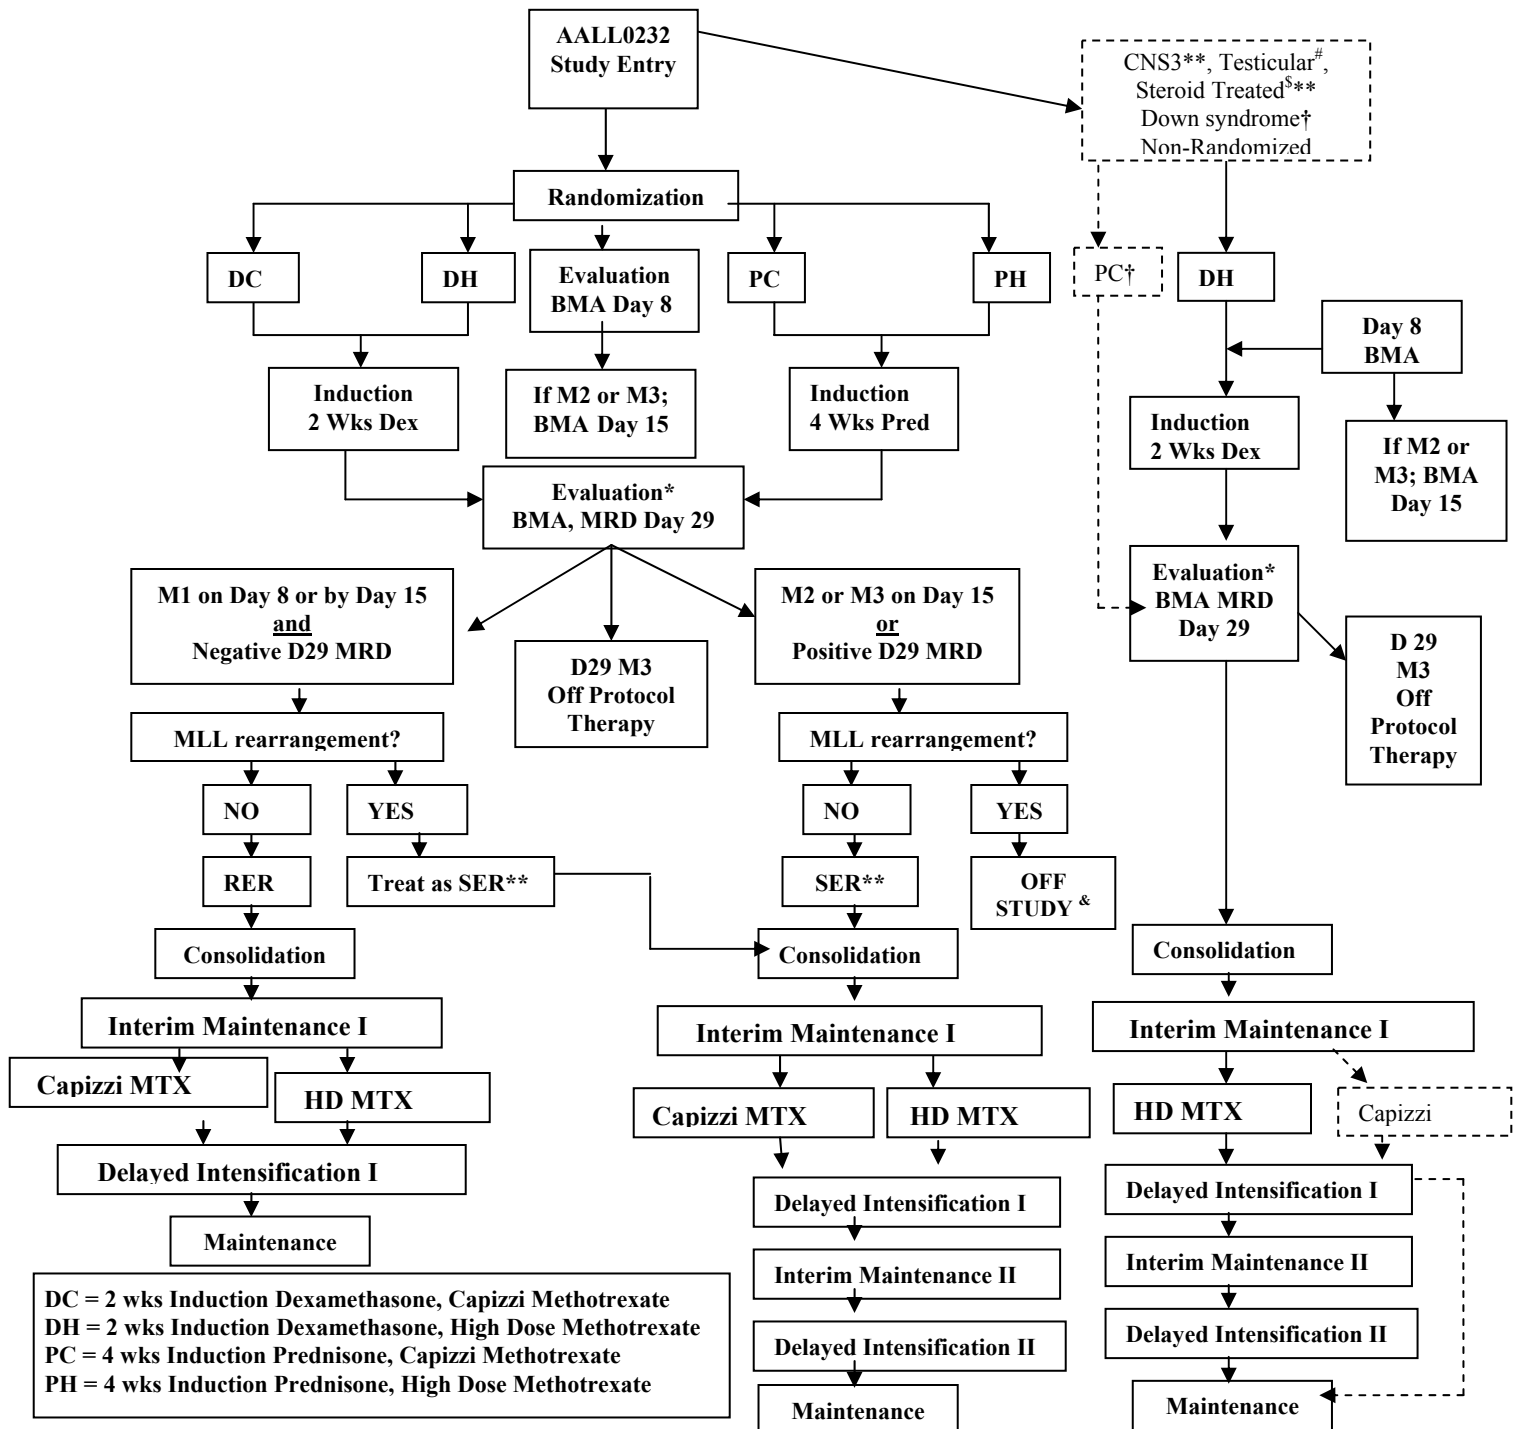 AALL0232
Study Entry
CNS3**, Testicular#,
Steroid Treated$**
Down syndrome†
Non-Randomized
Randomization
DC
DH
Evaluation
BMA Day 8
PC
PH
PC†
DH
Day 8
BMA
Induction
2 Wks Dex
If M2 or M3;
BMA Day 15
Induction
4 Wks Pred
Induction
2 Wks Dex
If M2 or
M3; BMA
Day 15
Evaluation*
BMA, MRD Day 29
Evaluation*
BMA MRD
Day 29
M1 on Day 8 or by Day 15
and
Negative D29 MRD
D29 M3
Off Protocol
Therapy
M2 or M3 on Day 15
or
Positive D29 MRD
D 29
M3
Off
Protocol
Therapy
MLL rearrangement?
MLL rearrangement?
NO
YES
NO
YES
RER
Treat as SER**
SER**
OFF
STUDY &
Consolidation
Consolidation
Consolidation
Interim Maintenance I
Interim Maintenance I
Interim Maintenance I
Capizzi MTX
HD MTX
Capizzi MTX
HD MTX
HD MTX
Capizzi
Delayed Intensification I
Delayed Intensification I
Delayed Intensification I
Maintenance
Interim Maintenance II
Interim Maintenance II
Delayed Intensification II
Delayed Intensification II
Maintenance
Maintenance
DC = 2 wks Induction Dexamethasone, Capizzi Methotrexate
DH = 2 wks Induction Dexamethasone, High Dose Methotrexate
PC = 4 wks Induction Prednisone, Capizzi Methotrexate
PH = 4 wks Induction Prednisone, High Dose Methotrexate